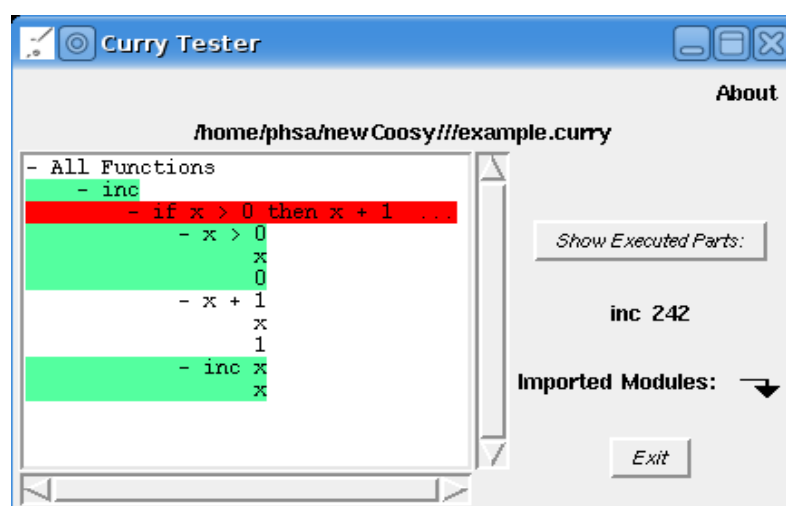 Curry Tester
About
/home/phsa/newCoosy///example.curry
- All Functions
- inc
- if x > 0 then x + 1 ...
- x > 0
x
0
- x + 1
x
1
- inc x
x
Show Executed Parts:
inc 242
Imported Modules:
Exit